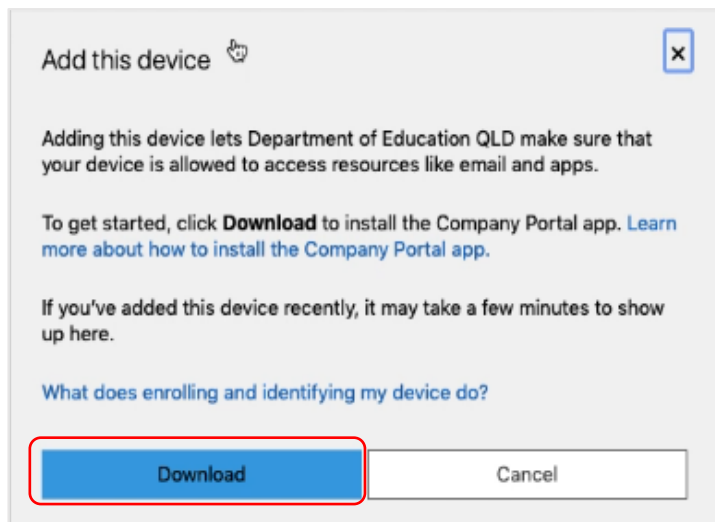 Add this device
×
Adding this device lets Department of Education QLD make sure that
your device is allowed to access resources like email and apps.
To get started, click Download to install the Company Portal app. Learn
more about how to install the Company Portal app.
If you've added this device recently, it may take a few minutes to show
up here.
What does enrolling and identifying my device do?
Download
Cancel